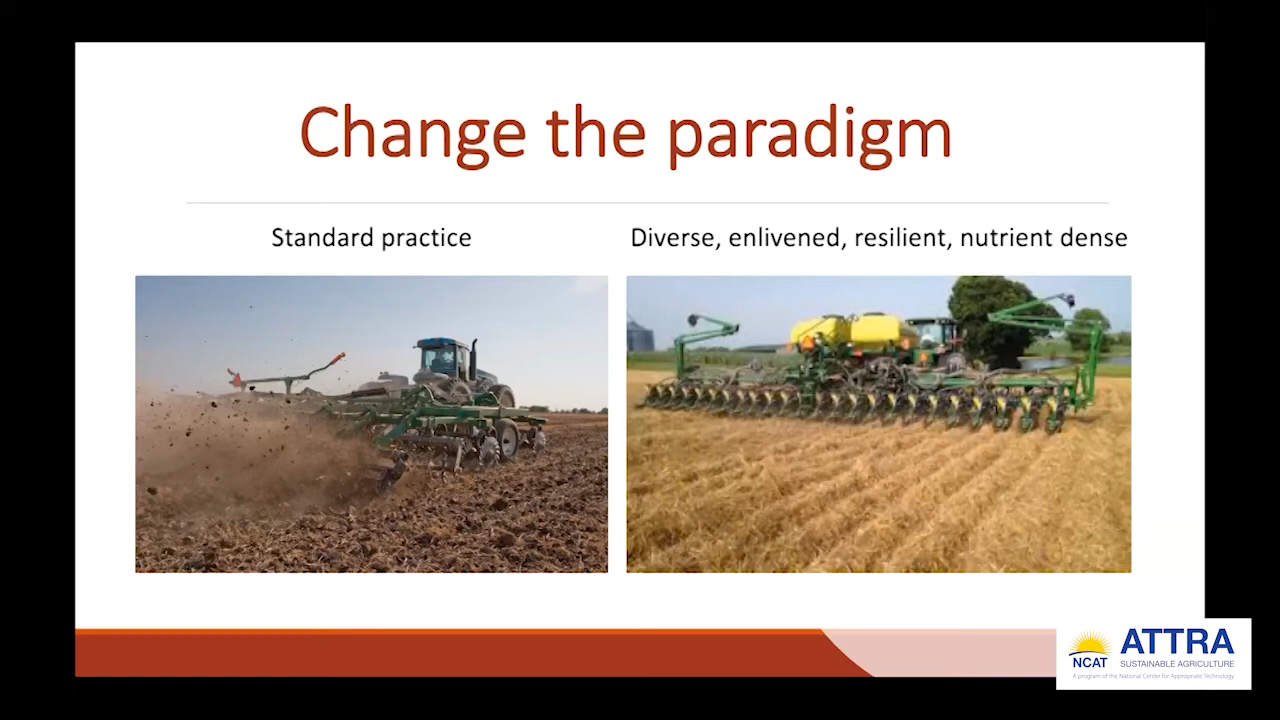 Change the paradigm
Standard practice
Diverse, enlivened, resilient, nutrient dense
NCAT
ATTRA
SUSTAINABLE AGRICULTURE
A program of the National Center for Appropriate Technology